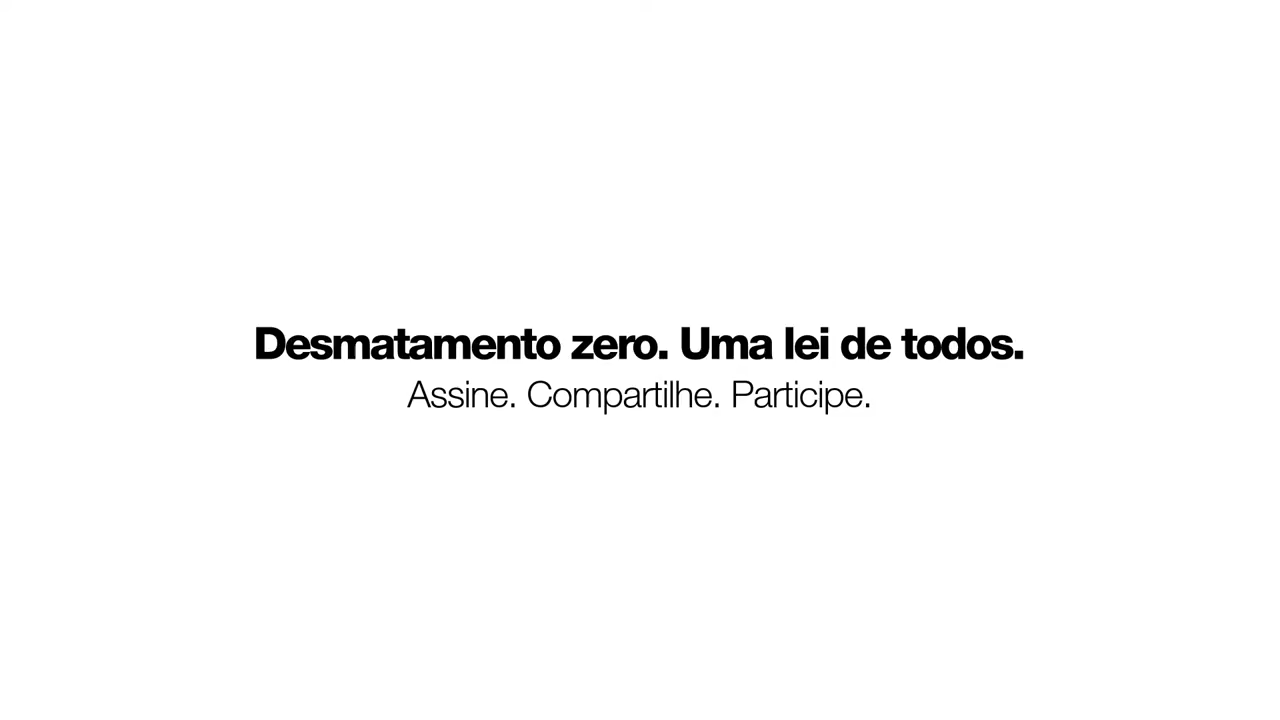 Desmatamento zero. Uma lei de todos.
Assine. Compartilhe. Participe.